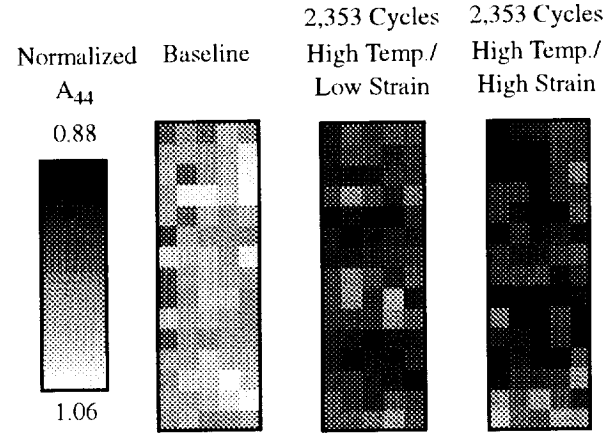 2,353 Cycles 2,353 Cycles
Normalized Baseline High Temp./ High Temp./
A44 Low Strain High Strain
0.88
1.06